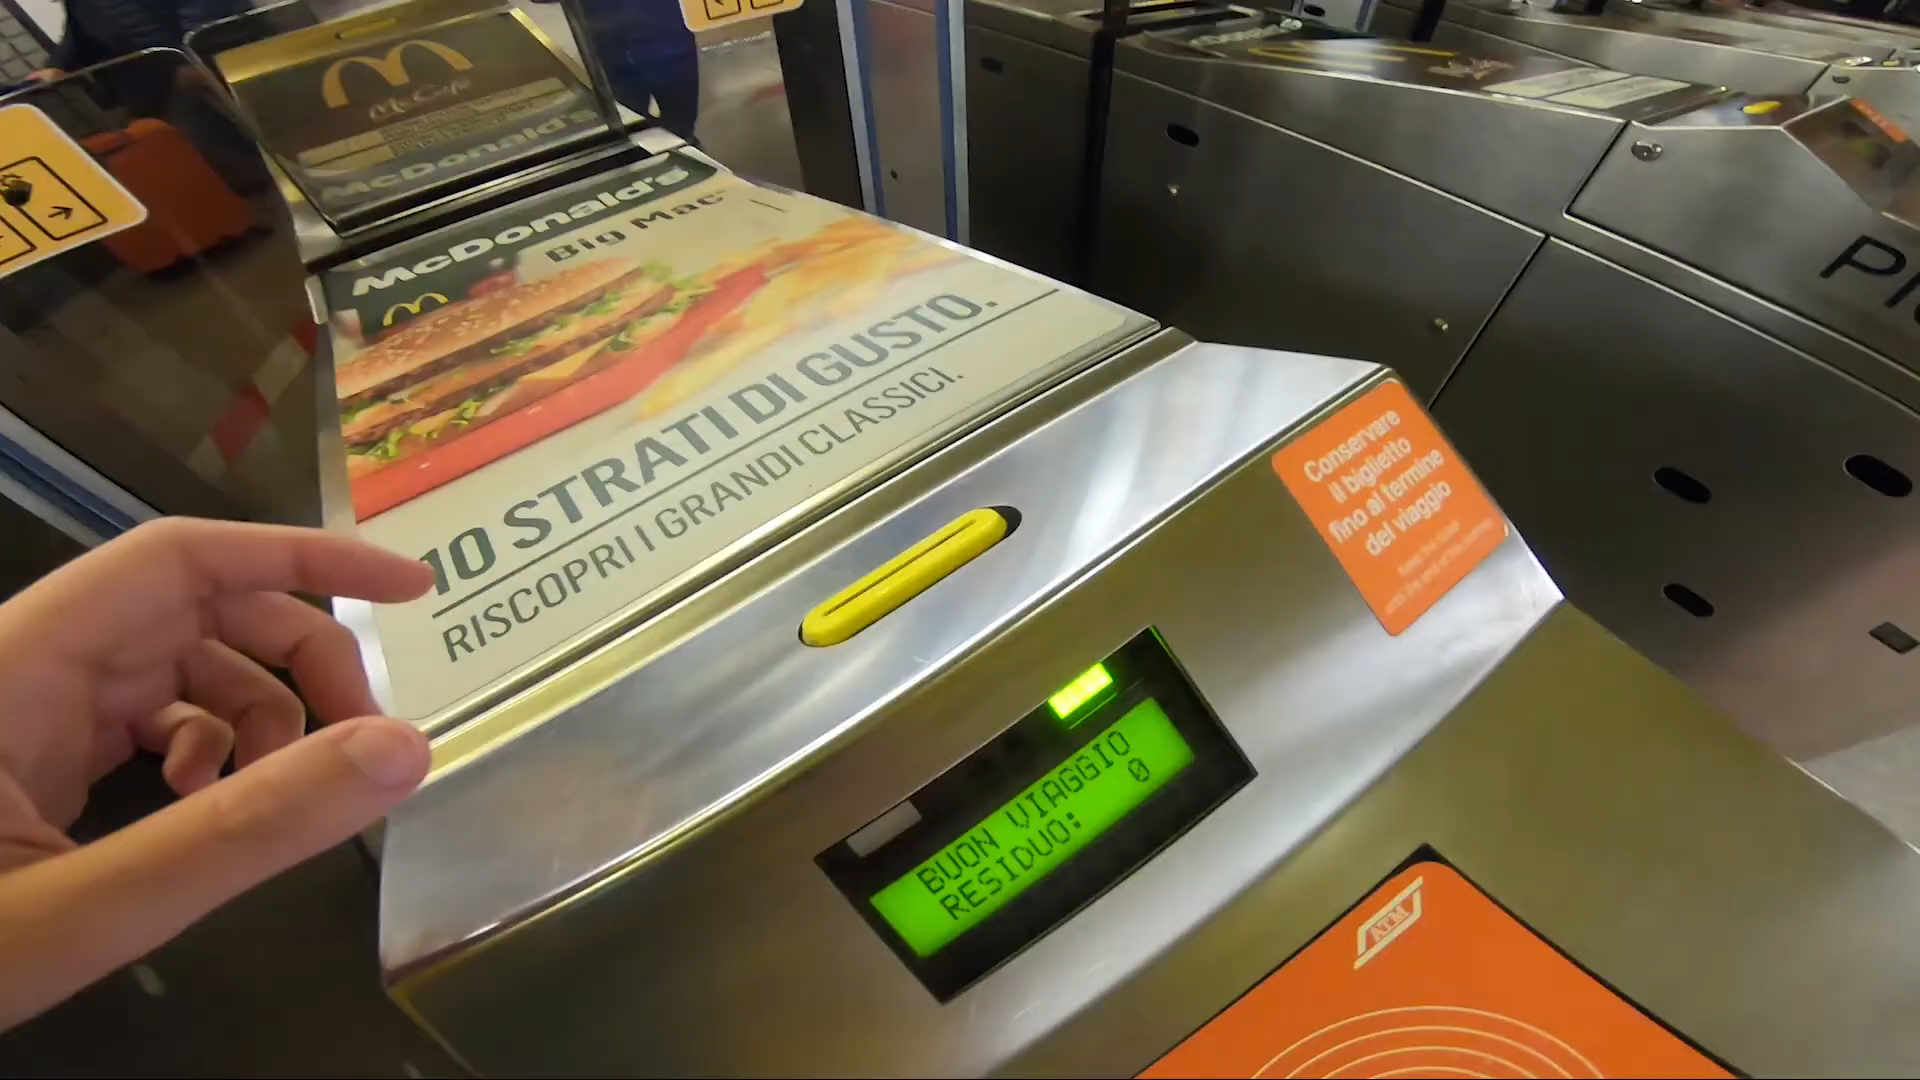 McCafé
McDonald's
McDonald's
Big Mac
10 STRATI DI GUSTO.
RISCOPRI I GRANDI CLASSICI.
Conservare
il biglietto
fino al termine
del viaggio
BUON VIAGGIO
RESIDUO: 0
ATM